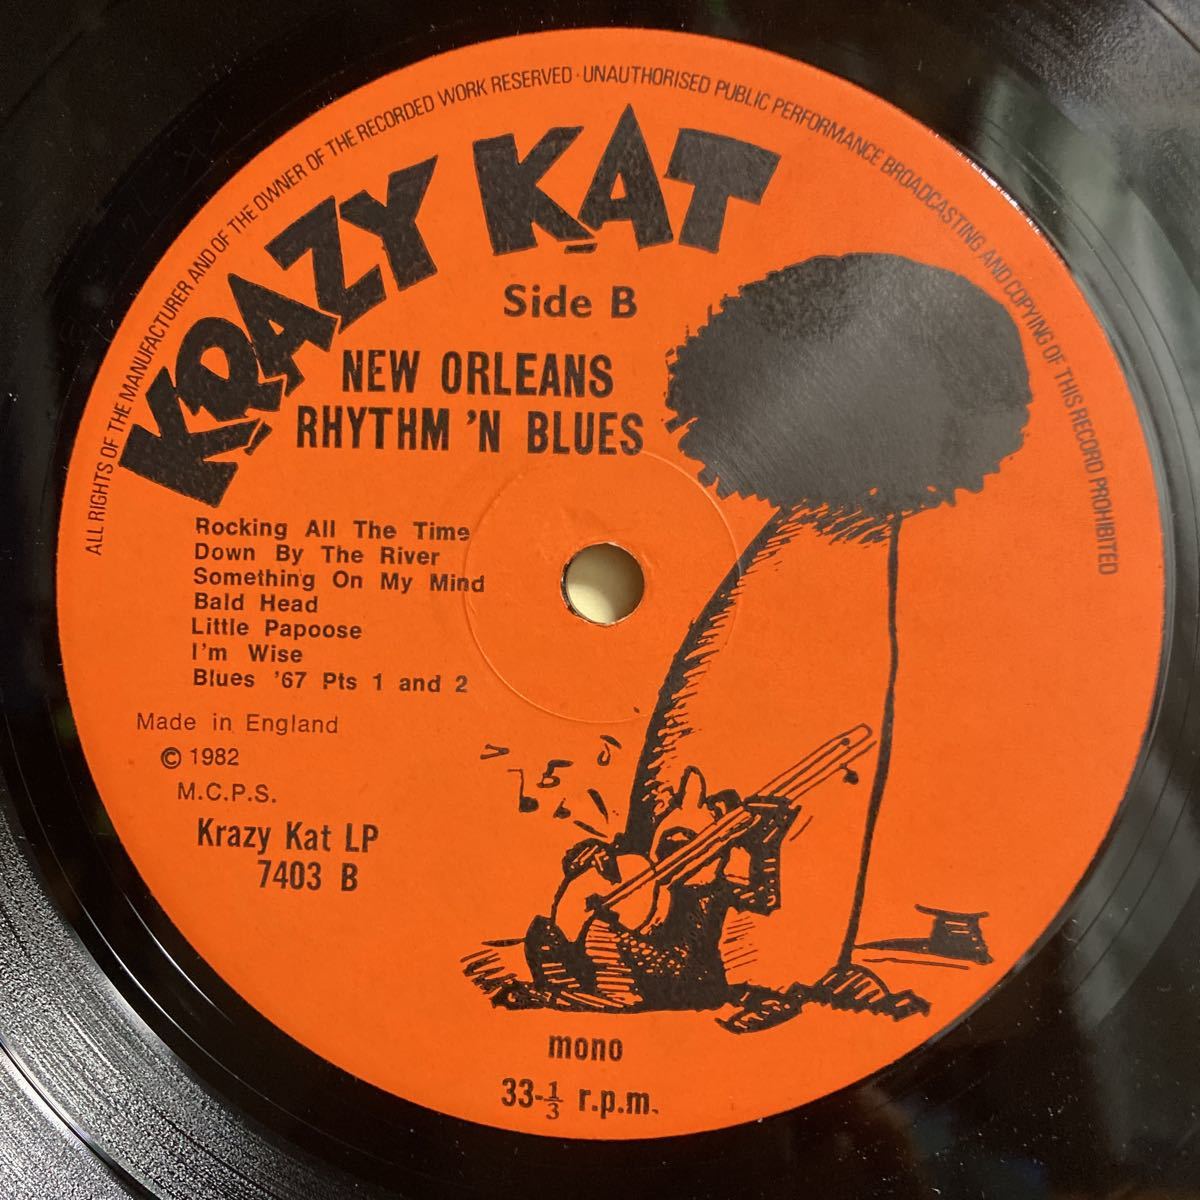 ALL RIGHTS OF THE MANUFACTURER AND OF THE OWNER OF THE RECORDED WORK RESERVED · UNAUTHORISED PUBLIC PERFORMANCE BROADCASTING AND COPYING OF THIS RECORD PROHIBITED
KRAZY KAT
Side B
NEW ORLEANS
RHYTHM 'N BLUES
Rocking All The Time
Down By The River
Something On My Mind
Bald Head
Little Papoose
I'm Wise
Blues '67 Pts 1 and 2
Made in England
© 1982
M.C.P.S.
Krazy Kat LP
7403 B
mono
33-1/3 r.p.m.